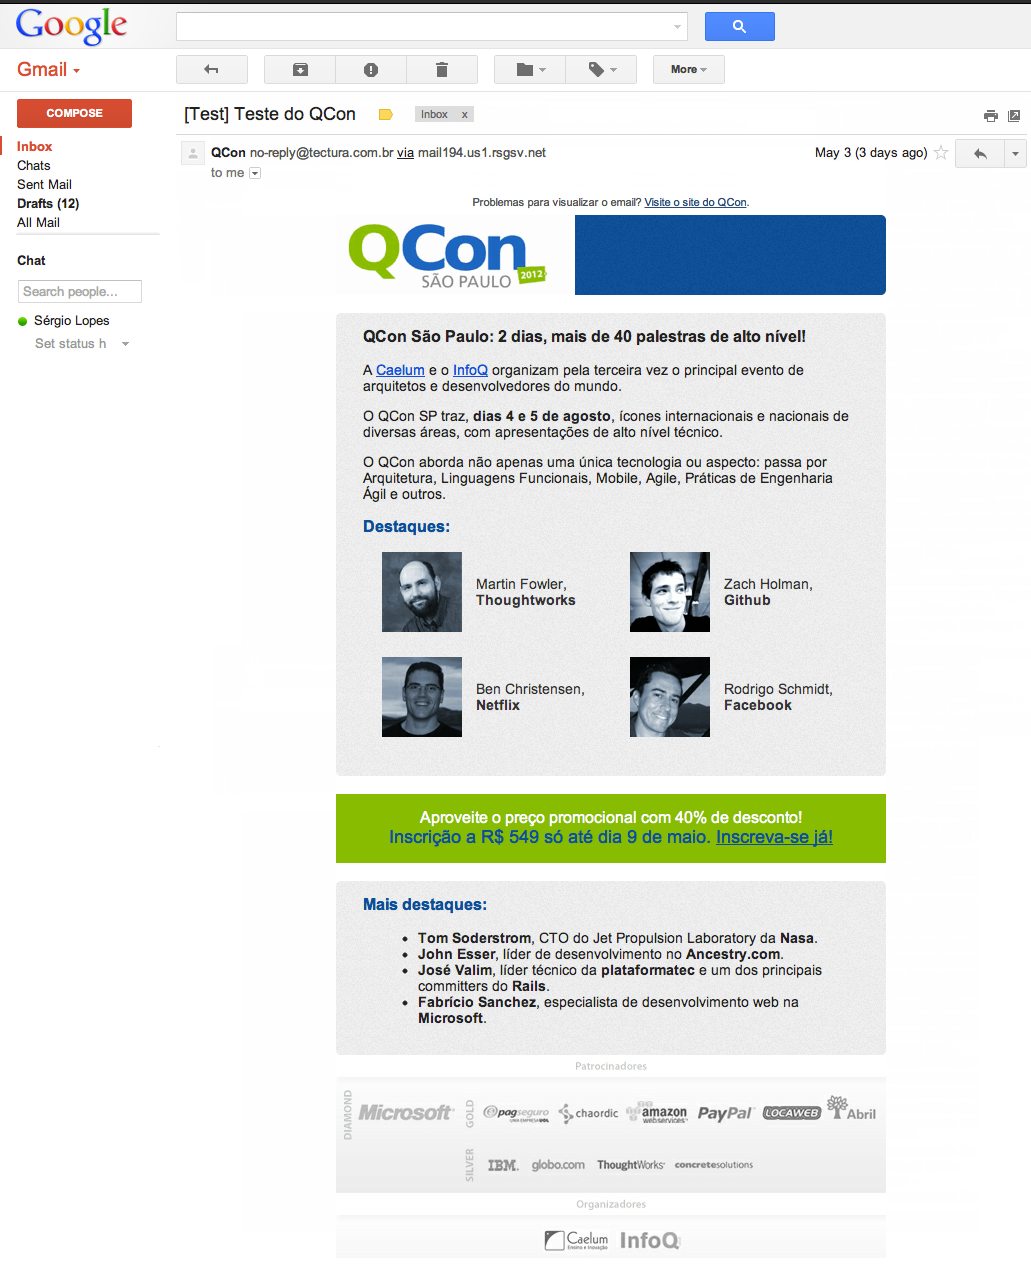 Google
Gmail
More
COMPOSE
[Test] Teste do QCon
Inbox x
Inbox
Chats
Sent Mail
Drafts (12)
All Mail
Chat
Search people...
Sérgio Lopes
Set status h
QCon no-reply@tectura.com.br via mail194.us1.rsgsv.net
May 3 (3 days ago)
to me
Problemas para visualizar o email? Visite o site do QCon.
QCon
SÃO PAULO 2012
QCon São Paulo: 2 dias, mais de 40 palestras de alto nível!
A Caelum e o InfoQ organizam pela terceira vez o principal evento de
arquitetos e desenvolvedores do mundo.
O QCon SP traz, dias 4 e 5 de agosto, ícones internacionais e nacionais de
diversas áreas, com apresentações de alto nível técnico.
O QCon aborda não apenas uma única tecnologia ou aspecto: passa por
Arquitetura, Linguagens Funcionais, Mobile, Agile, Práticas de Engenharia
Ágil e outros.
Destaques:
Martin Fowler,
Thoughtworks
Zach Holman,
Github
Ben Christensen,
Netflix
Rodrigo Schmidt,
Facebook
Aproveite o preço promocional com 40% de desconto!
Inscrição a R$ 549 só até dia 9 de maio. Inscreva-se já!
Mais destaques:
• Tom Soderstrom, CTO do Jet Propulsion Laboratory da Nasa.
• John Esser, líder de desenvolvimento no Ancestry.com.
• José Valim, líder técnico da plataformatec e um dos principais
committers do Rails.
• Fabrício Sanchez, especialista de desenvolvimento web na
Microsoft.
Patrocinadores
DIAMOND
Microsoft
GOLD
pagseguro
UMA EMPRESA UOL
chaordic
amazon
webservices
PayPal
LOCAWEB
Abril
SILVER
IBM
globo.com
ThoughtWorks
concretesolutions
Organizadores
Caelum
Ensino e Inovação
InfoQ